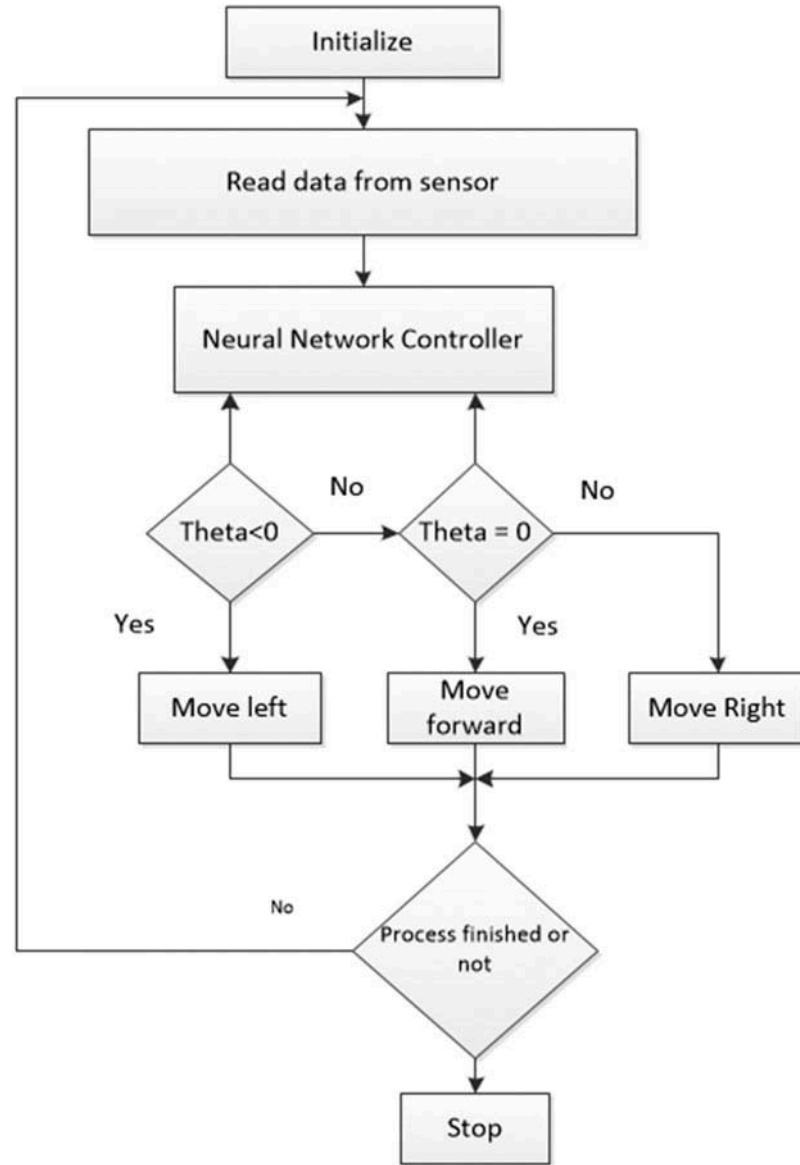 Initialize
Read data from sensor
Neural Network Controller
No
No
Theta<0
Theta = 0
Yes
Yes
Move left
Move
forward
Move Right
No
Process finished or
not
Stop